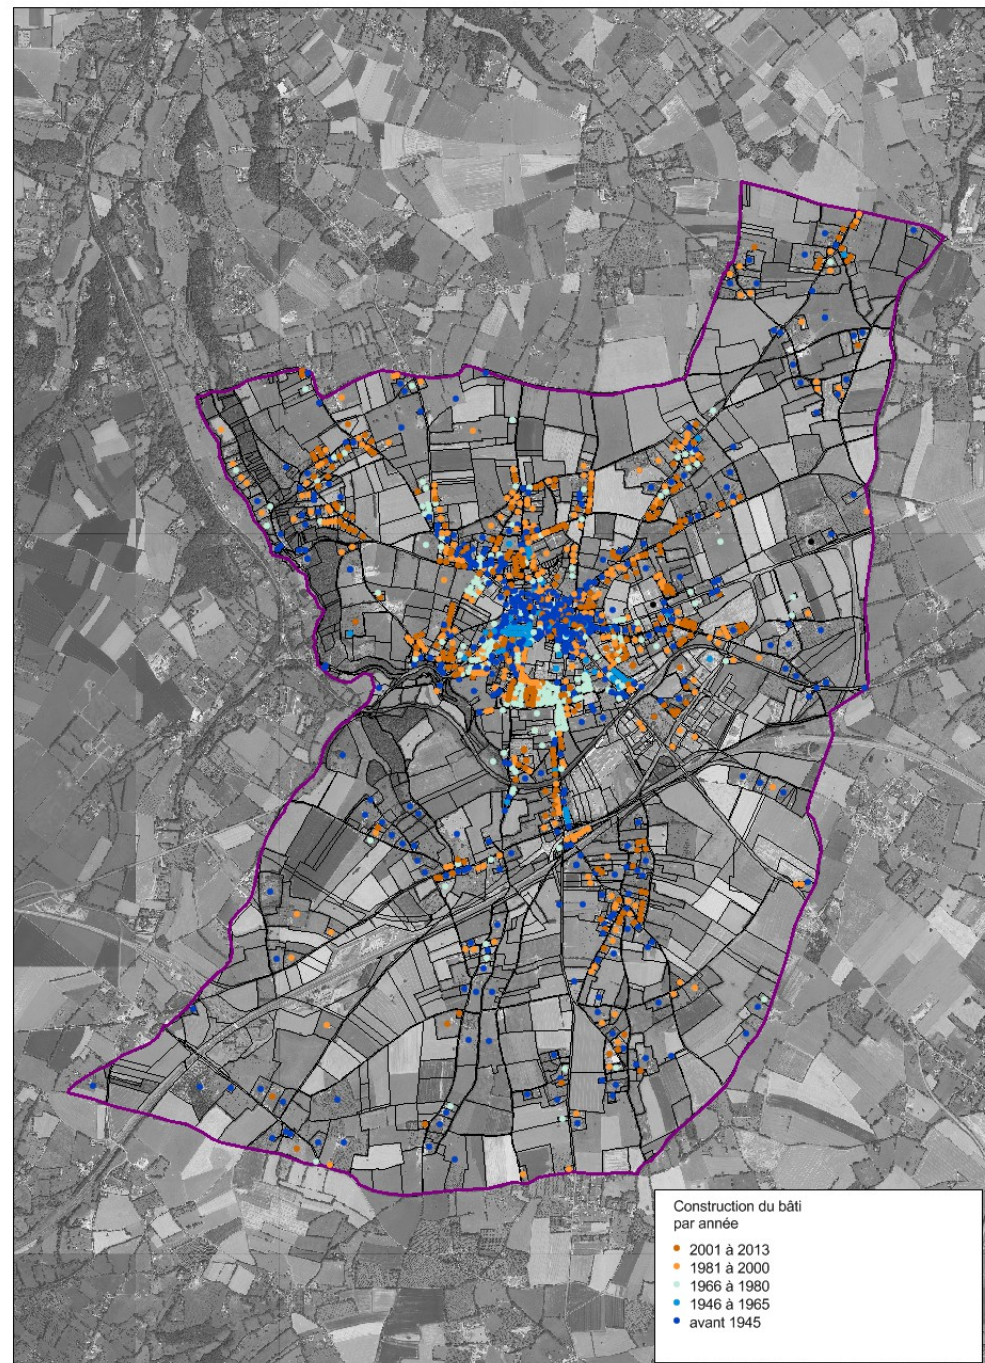 Construction du bâti
par année
2001 à 2013
1981 à 2000
1966 à 1980
1946 à 1965
avant 1945